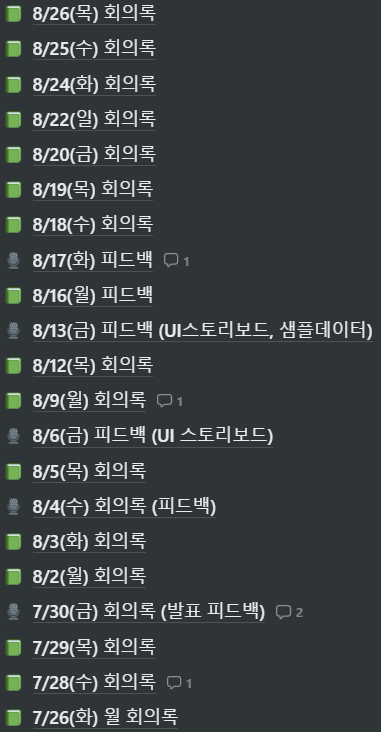 8/26(목) 회의록
8/25(수) 회의록
8/24(화) 회의록
8/22(일) 회의록
8/20(금) 회의록
8/19(목) 회의록
8/18(수) 회의록
8/17(화) 피드백 1
8/16(월) 피드백
8/13(금) 피드백 (UI스토리보드, 샘플데이터)
8/12(목) 회의록
8/9(월) 회의록 1
8/6(금) 피드백 (UI 스토리보드)
8/5(목) 회의록
8/4(수) 회의록 (피드백)
8/3(화) 회의록
8/2(월) 회의록
7/30(금) 회의록 (발표 피드백) 2
7/29(목) 회의록
7/28(수) 회의록 1
7/26(화) 월 회의록